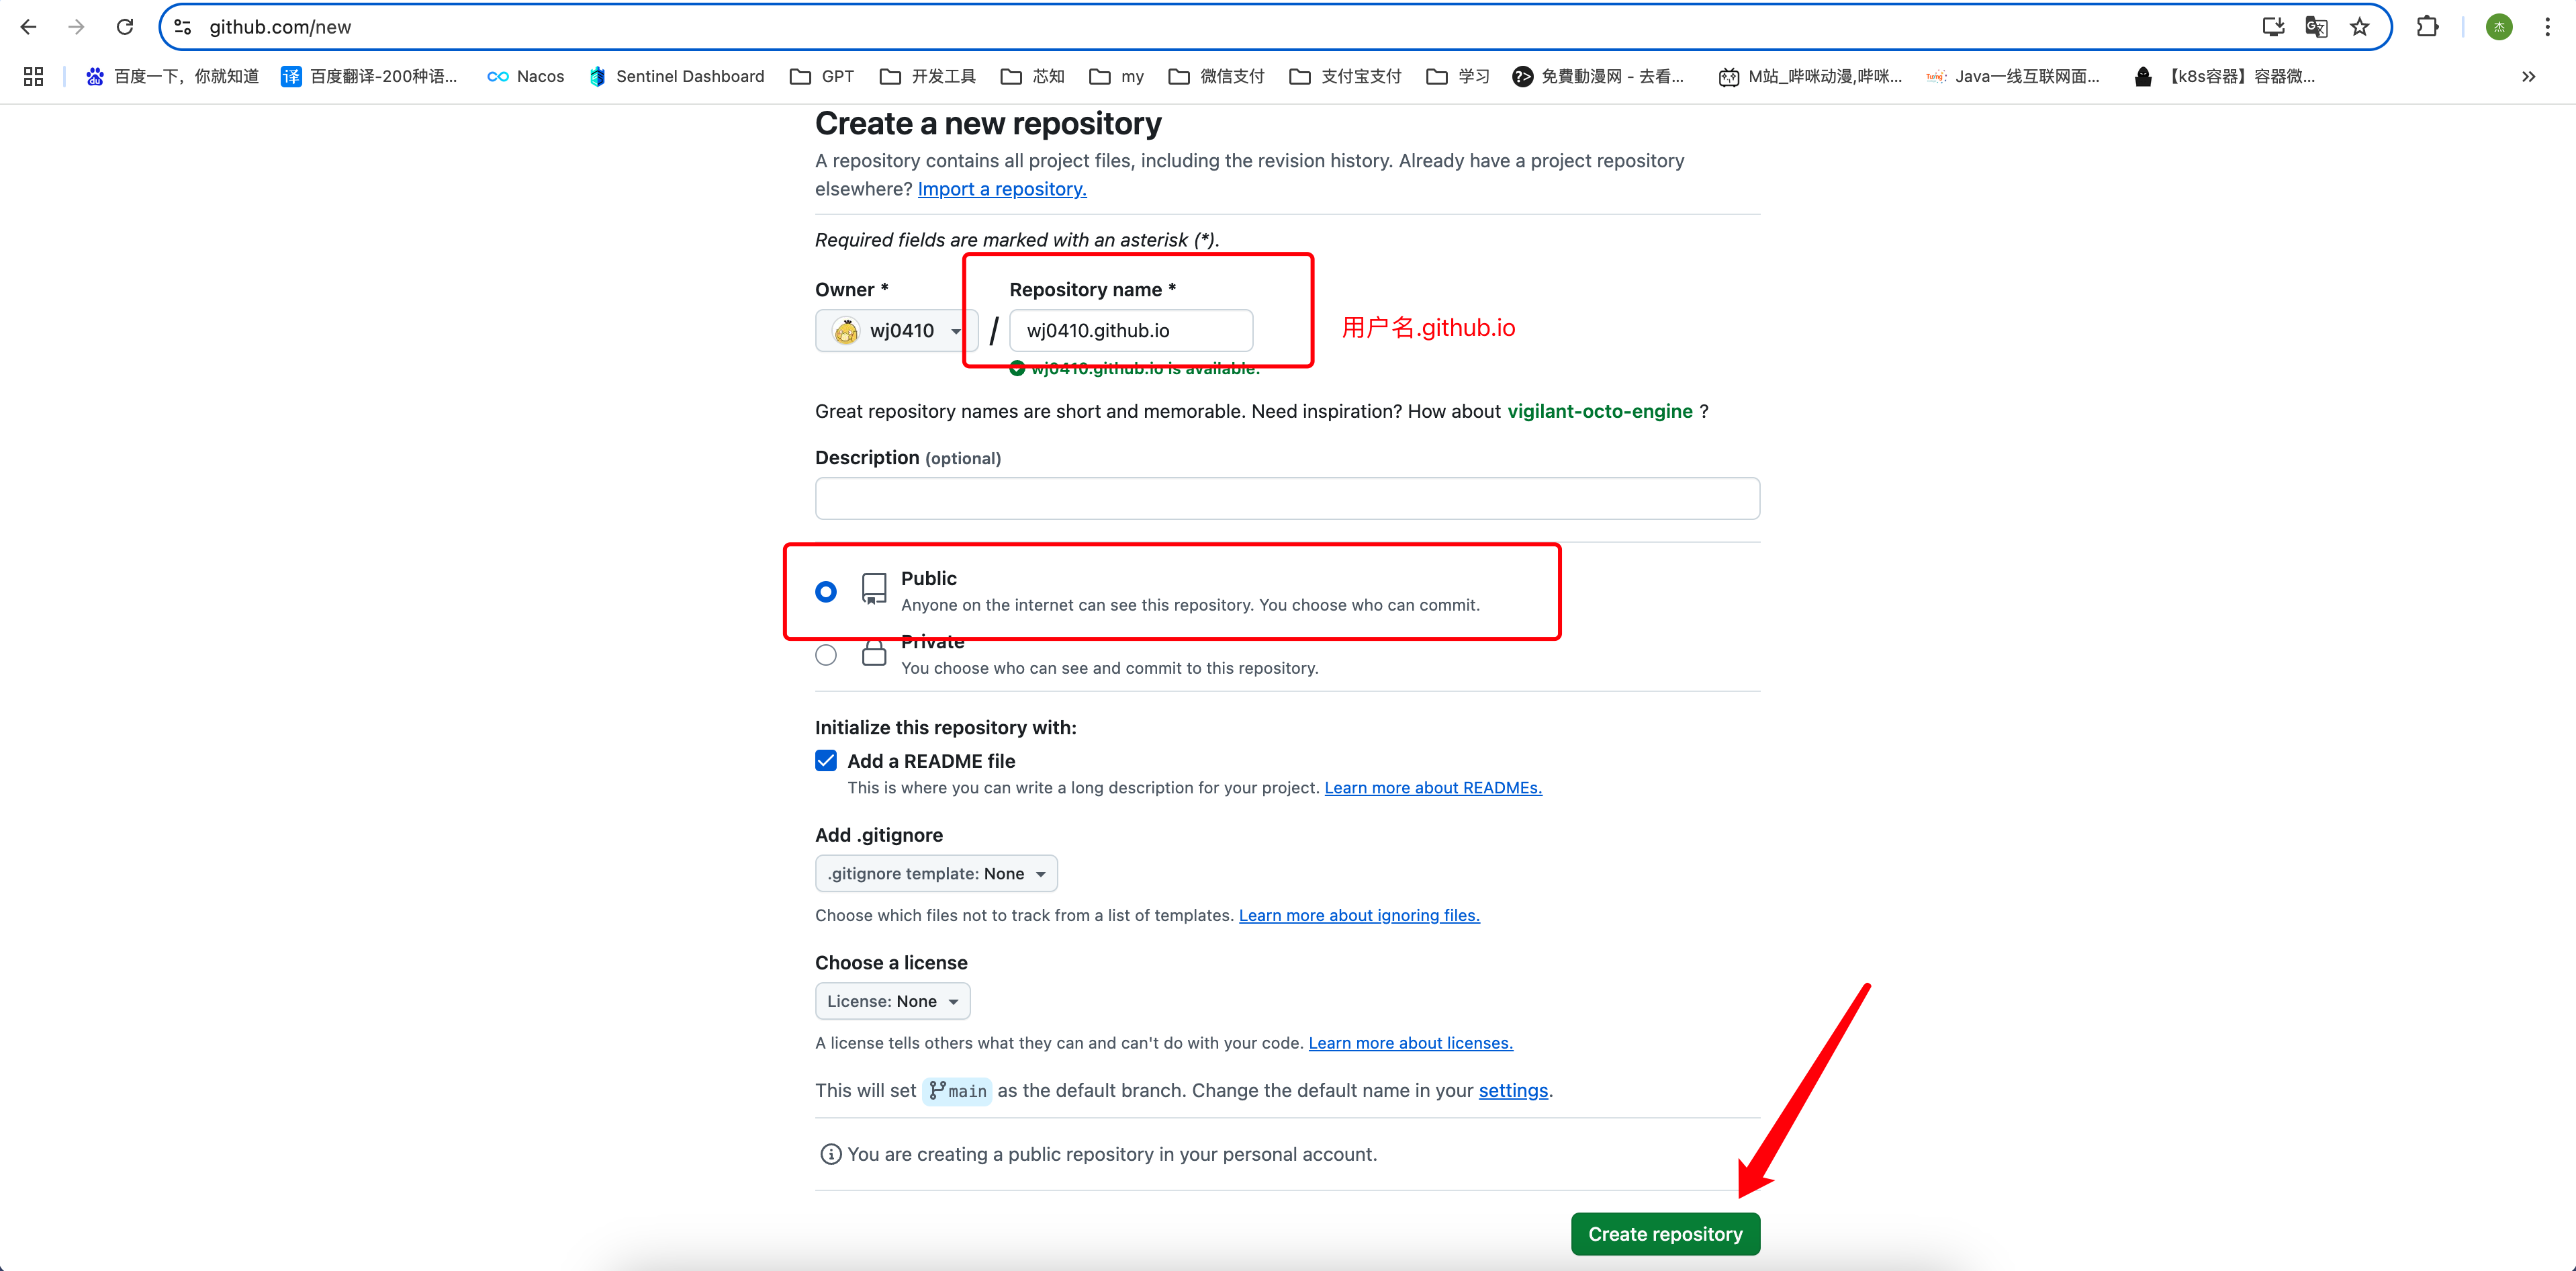 github.com/new
百度一下，你就知道
百度翻译-200种语...
Nacos
Sentinel Dashboard
GPT
开发工具
芯知
my
微信支付
支付宝支付
学习
免費動漫网 - 去看...
M站_哔咪动漫,哔咪...
Java一线互联网面...
【k8s容器】容器微...
杰
Create a new repository
A repository contains all project files, including the revision history. Already have a project repository
elsewhere? Import a repository.
Required fields are marked with an asterisk (*).
Owner *
Repository name *
wj0410
/
wj0410.github.io
用户名.github.io
wj0410.github.io is available.
Great repository names are short and memorable. Need inspiration? How about vigilant-octo-engine ?
Description (optional)
Public
Anyone on the internet can see this repository. You choose who can commit.
Private
You choose who can see and commit to this repository.
Initialize this repository with:
Add a README file
This is where you can write a long description for your project. Learn more about READMEs.
Add .gitignore
.gitignore template: None
Choose which files not to track from a list of templates. Learn more about ignoring files.
Choose a license
License: None
A license tells others what they can and can't do with your code. Learn more about licenses.
This will set main as the default branch. Change the default name in your settings.
You are creating a public repository in your personal account.
Create repository